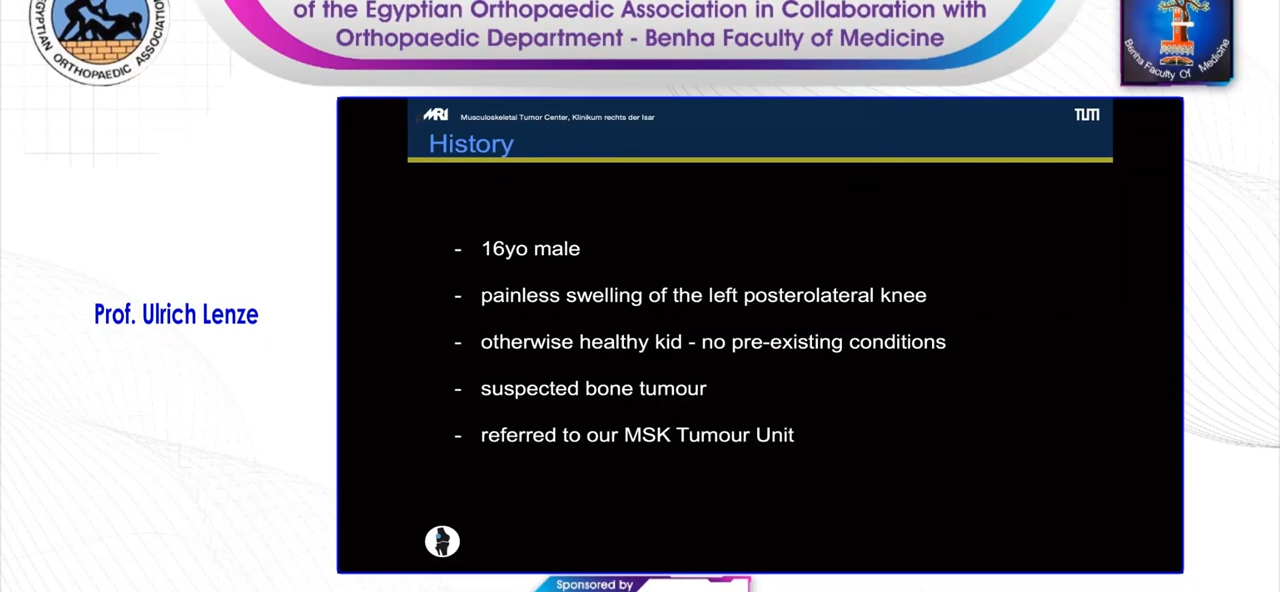 of the Egyptian Orthopaedic Association in Collaboration with
Orthopaedic Department - Benha Faculty of Medicine
EGYPTIAN ORTHOPAEDIC ASSOCIATION
Benha Faculty Of Medicine
MRI Musculoskeletal Tumor Center, Klinikum rechts der Isar TUM
History
- 16yo male
- painless swelling of the left posterolateral knee
- otherwise healthy kid - no pre-existing conditions
- suspected bone tumour
- referred to our MSK Tumour Unit
Prof. Ulrich Lenze
Sponsored by